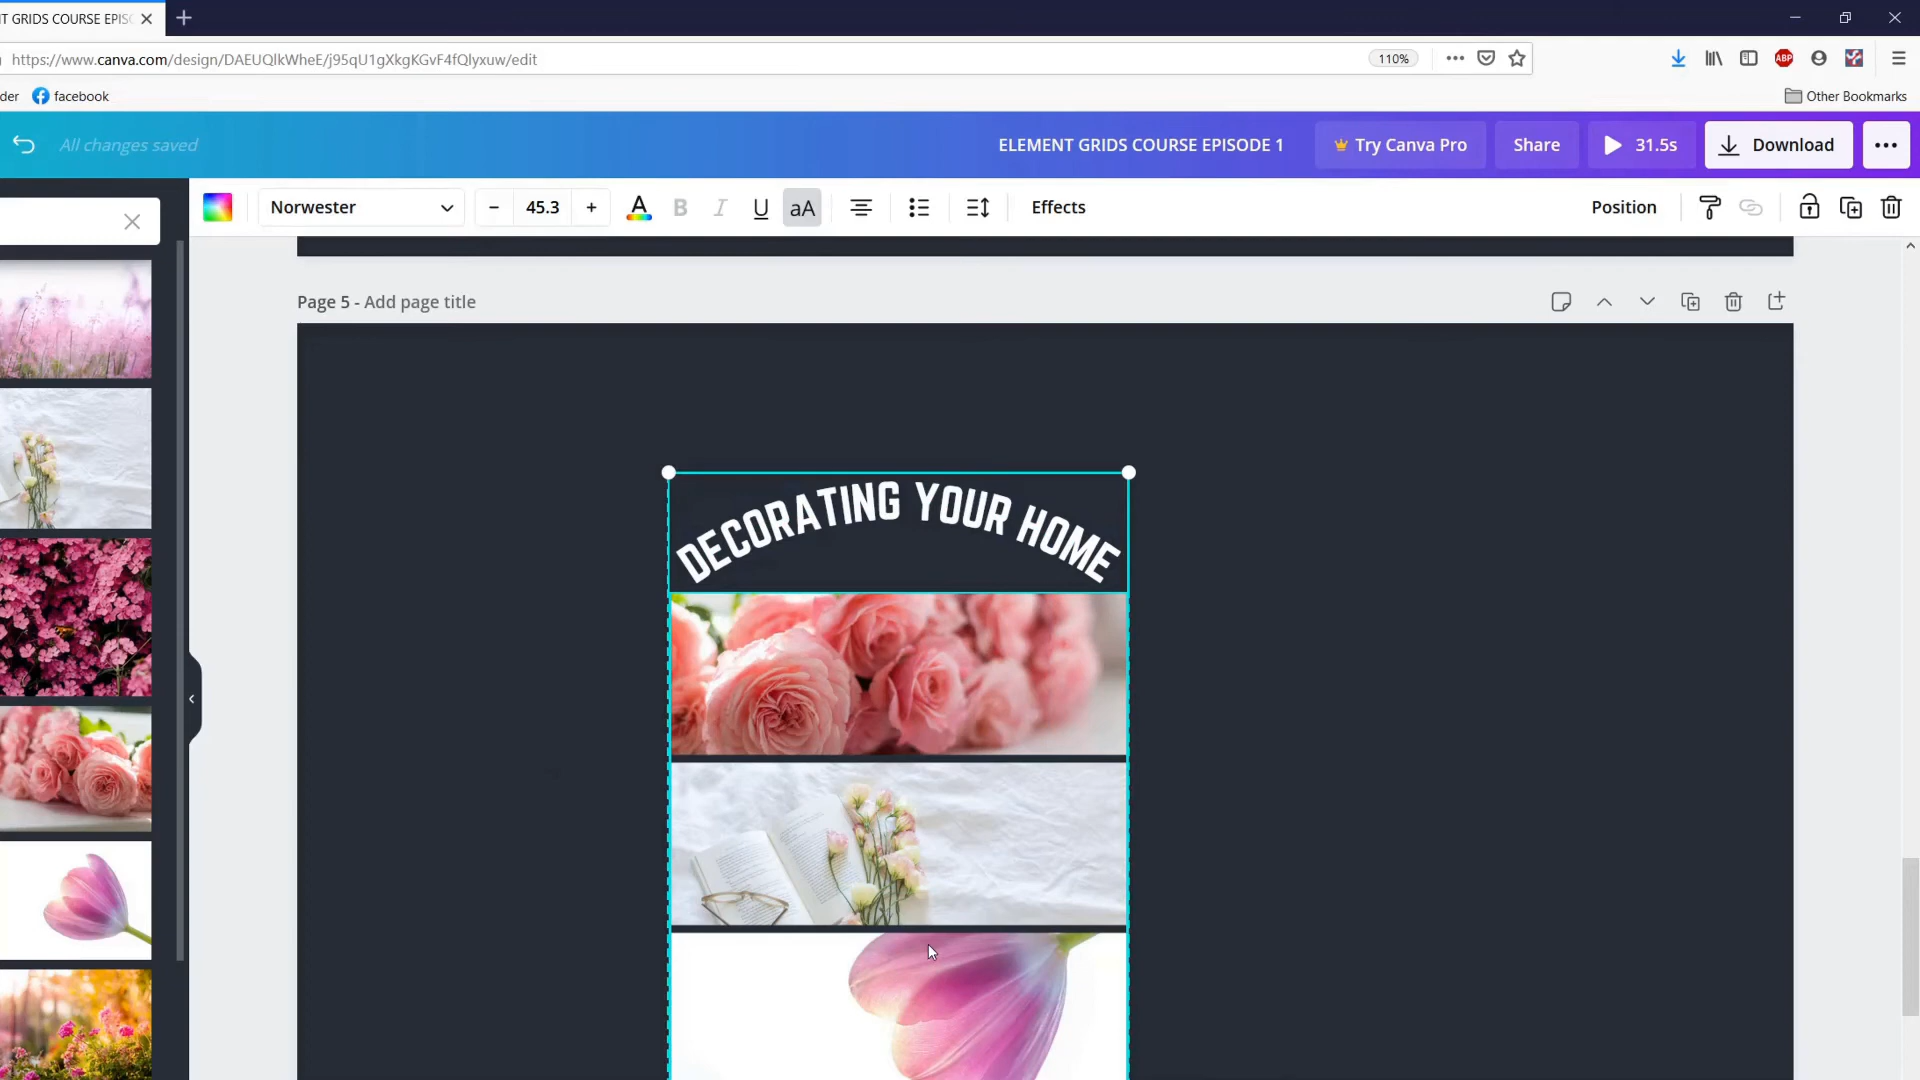 T GRIDS COURSE EPISO
https://www.canva.com/design/DAEUQlkWheE/j95qU1gXkgKGvF4fQlyxuw/edit
110%
ABP
der
facebook
Other Bookmarks
All changes saved
ELEMENT GRIDS COURSE EPISODE 1
Try Canva Pro
Share
31.5s
Download
Norwester
- 45.3 +
A B I U aA
Effects
Position
Page 5 - Add page title
DECORATING YOUR HOME